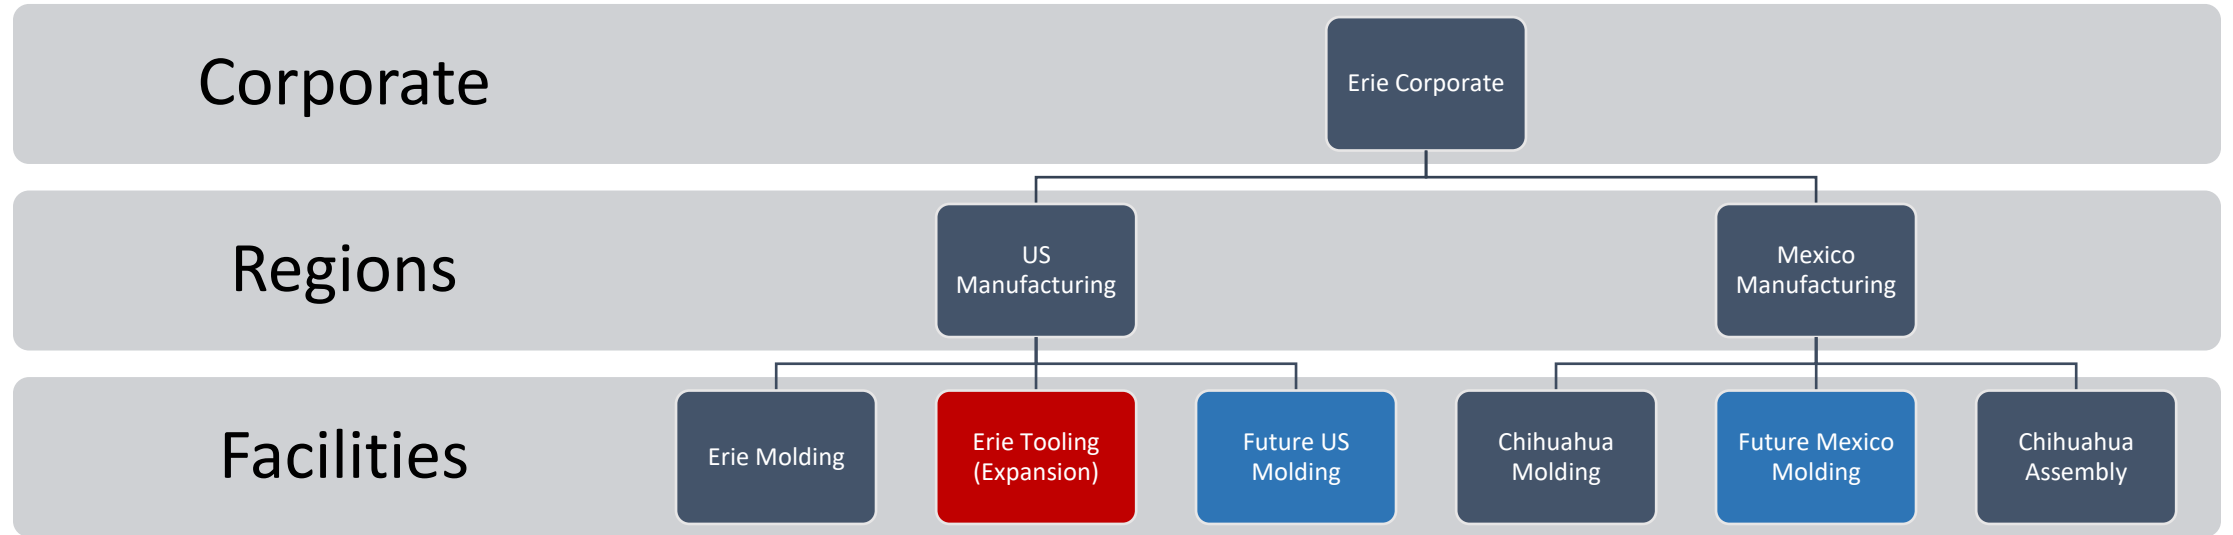 Corporate
Erie Corporate
Regions
US
Manufacturing
Mexico
Manufacturing
Facilities
Erie Molding
Erie Tooling
(Expansion)
Future US
Molding
Chihuahua
Molding
Future Mexico
Molding
Chihuahua
Assembly